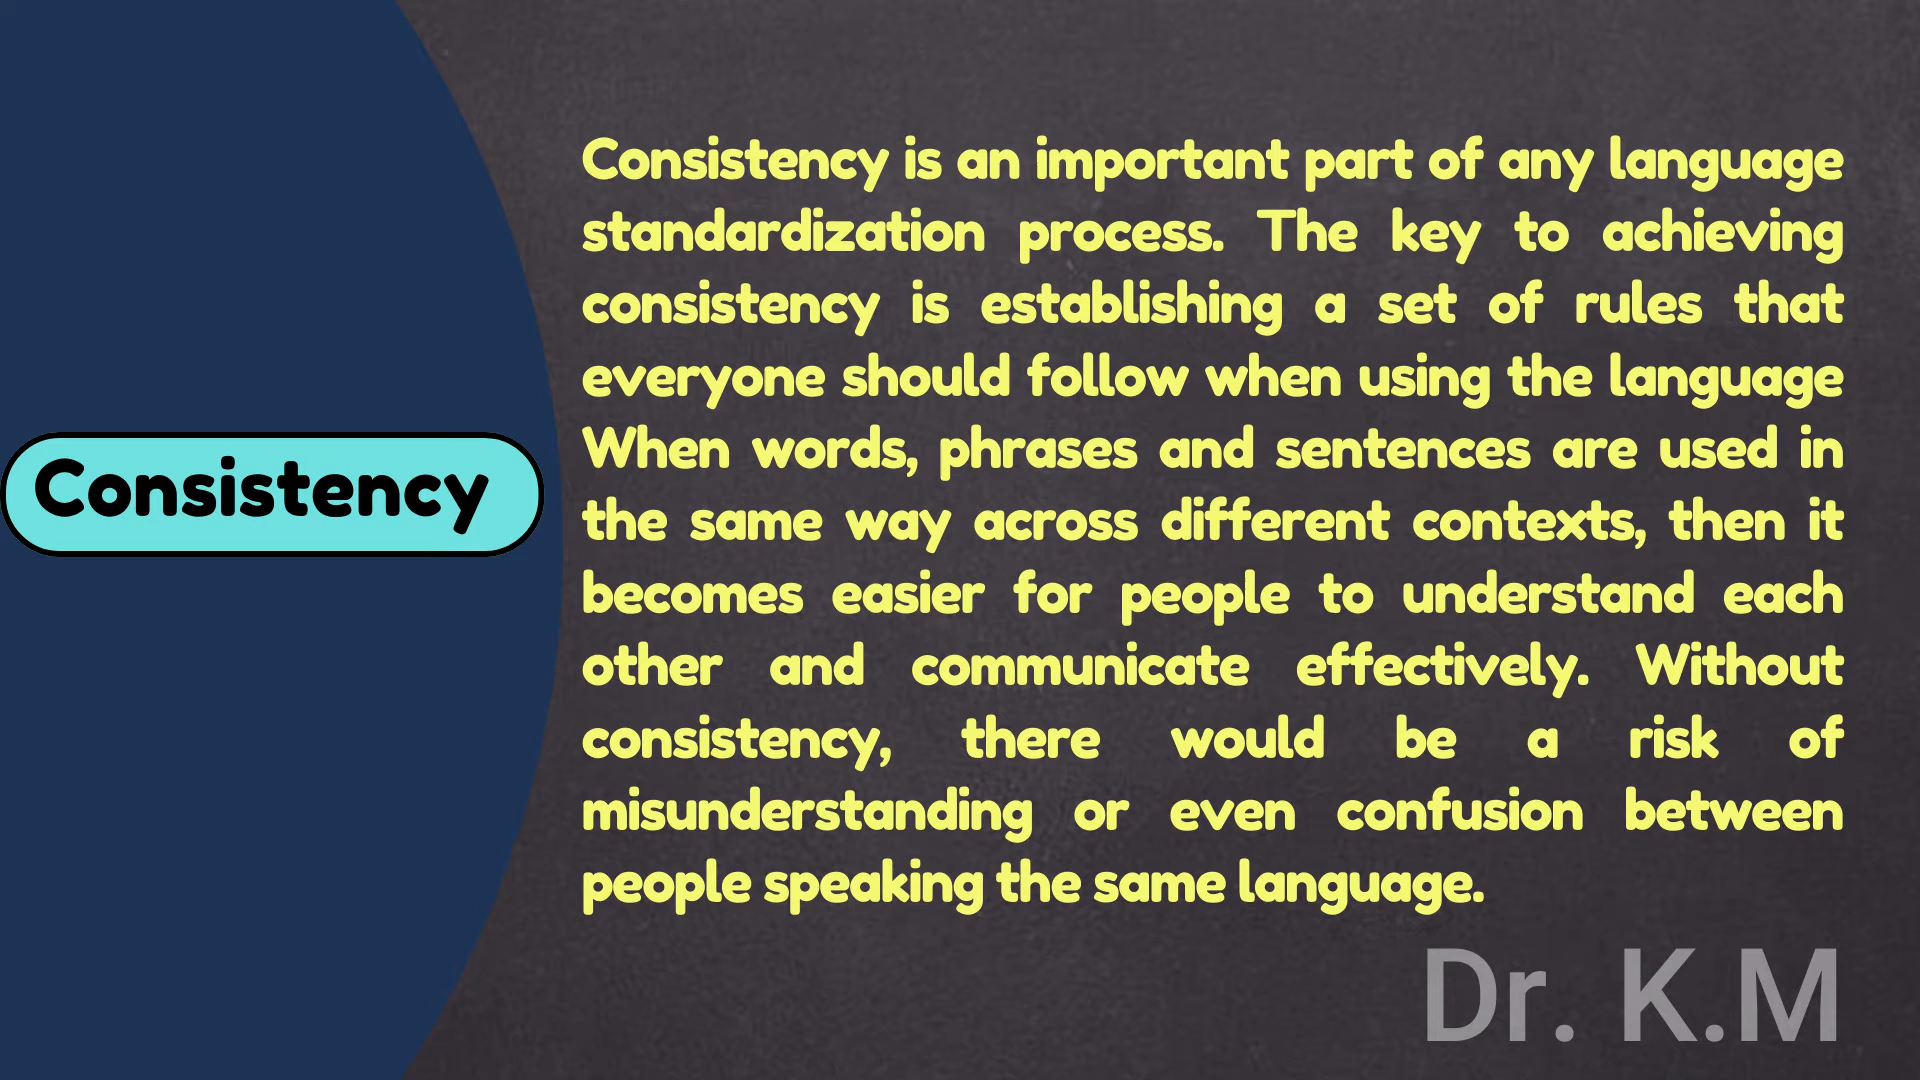 Consistency
Consistency is an important part of any language
standardization process. The key to achieving
consistency is establishing a set of rules that
everyone should follow when using the language
When words, phrases and sentences are used in
the same way across different contexts, then it
becomes easier for people to understand each
other and communicate effectively. Without
consistency, there would be a risk of
misunderstanding or even confusion between
people speaking the same language.
Dr. K.M